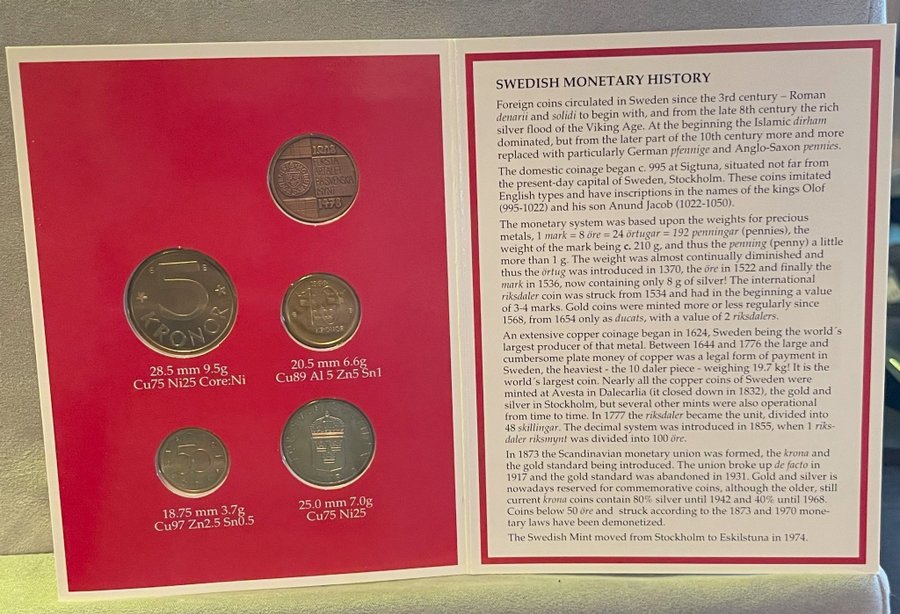 1478
5
KRONOR
28.5 mm 9.5g
Cu75 Ni25 Core:Ni
KRONOR
20.5 mm 6.6g
Cu89 Al 5 Zn5 Sn1
50
18.75 mm 3.7g
Cu97 Zn2.5 Sn0.5
25.0 mm 7.0g
Cu75 Ni25
SWEDISH MONETARY HISTORY
Foreign coins circulated in Sweden since the 3rd century – Roman
denarii and solidi to begin with, and from the late 8th century the rich
silver flood of the Viking Age. At the beginning the Islamic dirham
dominated, but from the later part of the 10th century more and more
replaced with particularly German pfennige and Anglo-Saxon pennies.
The domestic coinage began c. 995 at Sigtuna, situated not far from
the present-day capital of Sweden, Stockholm. These coins imitated
English types and have inscriptions in the names of the kings Olof
(995-1022) and his son Anund Jacob (1022-1050).
The monetary system was based upon the weights for precious
metals, 1 mark = 8 öre = 24 örtugar = 192 penningar (pennies), the
weight of the mark being c. 210 g, and thus the penning (penny) a little
more than 1 g. The weight was almost continually diminished and
thus the örtug was introduced in 1370, the öre in 1522 and finally the
mark in 1536, now containing only 8 g of silver! The international
riksdaler coin was struck from 1534 and had in the beginning a value
of 3-4 marks. Gold coins were minted more or less regularly since
1568, from 1654 only as ducats, with a value of 2 riksdalers.
An extensive copper coinage began in 1624, Sweden being the world´s
largest producer of that metal. Between 1644 and 1776 the large and
cumbersome plate money of copper was a legal form of payment in
Sweden, the heaviest - the 10 daler piece - weighing 19.7 kg! It is the
world´s largest coin. Nearly all the copper coins of Sweden were
minted at Avesta in Dalecarlia (it closed down in 1832), the gold and
silver in Stockholm, but several other mints were also operational
from time to time. In 1777 the riksdaler became the unit, divided into
48 skillingar. The decimal system was introduced in 1855, when 1 riks-
daler riksmynt was divided into 100 öre.
In 1873 the Scandinavian monetary union was formed, the krona and
the gold standard being introduced. The union broke up de facto in
1917 and the gold standard was abandoned in 1931. Gold and silver is
nowadays reserved for commemorative coins, although the older, still
current krona coins contain 80% silver until 1942 and 40% until 1968.
Coins below 50 öre and struck according to the 1873 and 1970 mone-
tary laws have been demonetized.
The Swedish Mint moved from Stockholm to Eskilstuna in 1974.